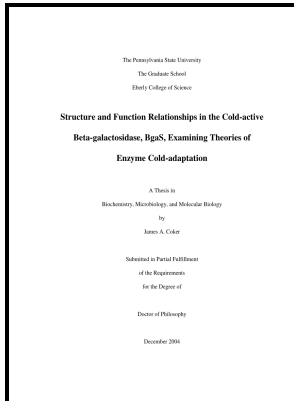 The Pennsylvania State University
The Graduate School
Eberly College of Science
Structure and Function Relationships in the Cold-active
Beta-galactosidase, BgaS, Examining Theories of
Enzyme Cold-adaptation
A Thesis in
Biochemistry, Microbiology, and Molecular Biology
by
James A. Coker
Submitted in Partial Fulfillment
of the Requirements
for the Degree of
Doctor of Philosophy
December 2004